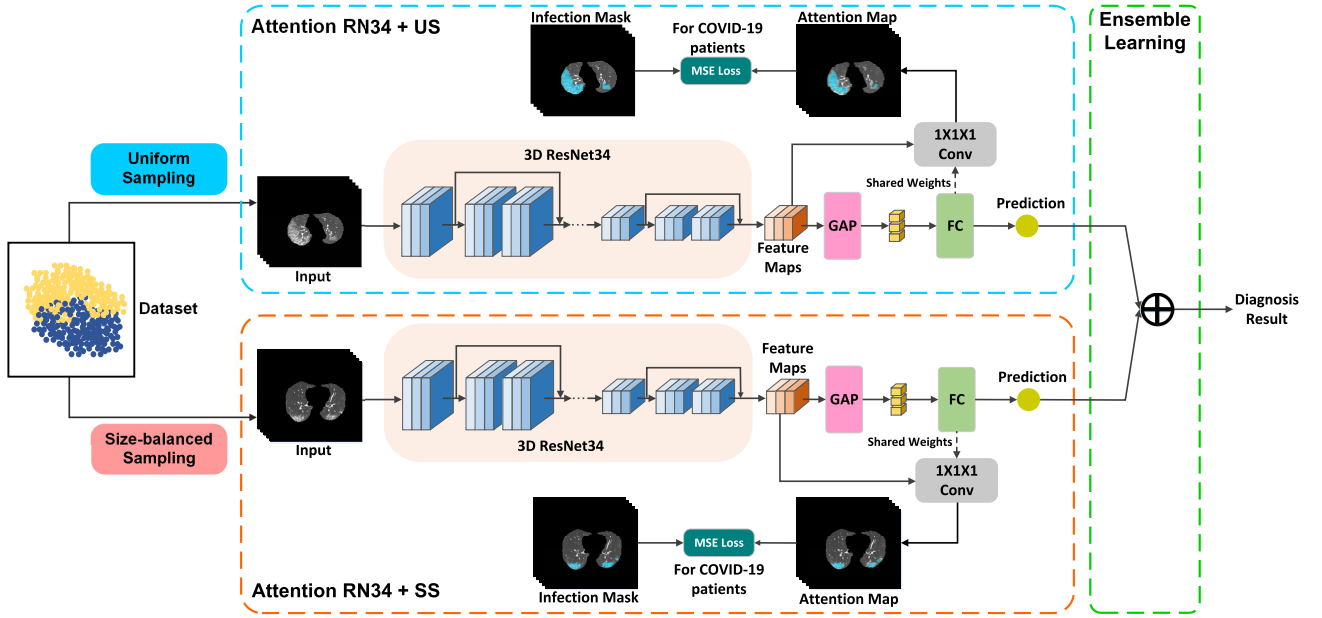 Attention RN34 + US
Infection Mask
For COVID-19
patients
MSE Loss
Attention Map
Ensemble
Learning
Uniform
Sampling
3D ResNet34
1X1X1
Conv
Shared Weights
Input
Feature
Maps
GAP
FC
Prediction
Dataset
Diagnosis
Result
Size-balanced
Sampling
Input
3D ResNet34
Feature
Maps
GAP
FC
Prediction
Shared Weights
1X1X1
Conv
Infection Mask
MSE Loss
For COVID-19
patients
Attention Map
Attention RN34 + SS